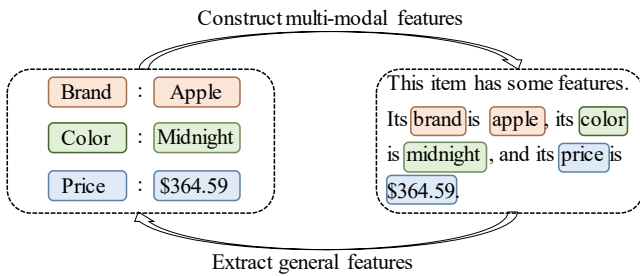 Construct multi-modal features
Brand : Apple
Color : Midnight
Price : $364.59
This item has some features.
Its brand is apple, its color
is midnight, and its price is
$364.59.
Extract general features